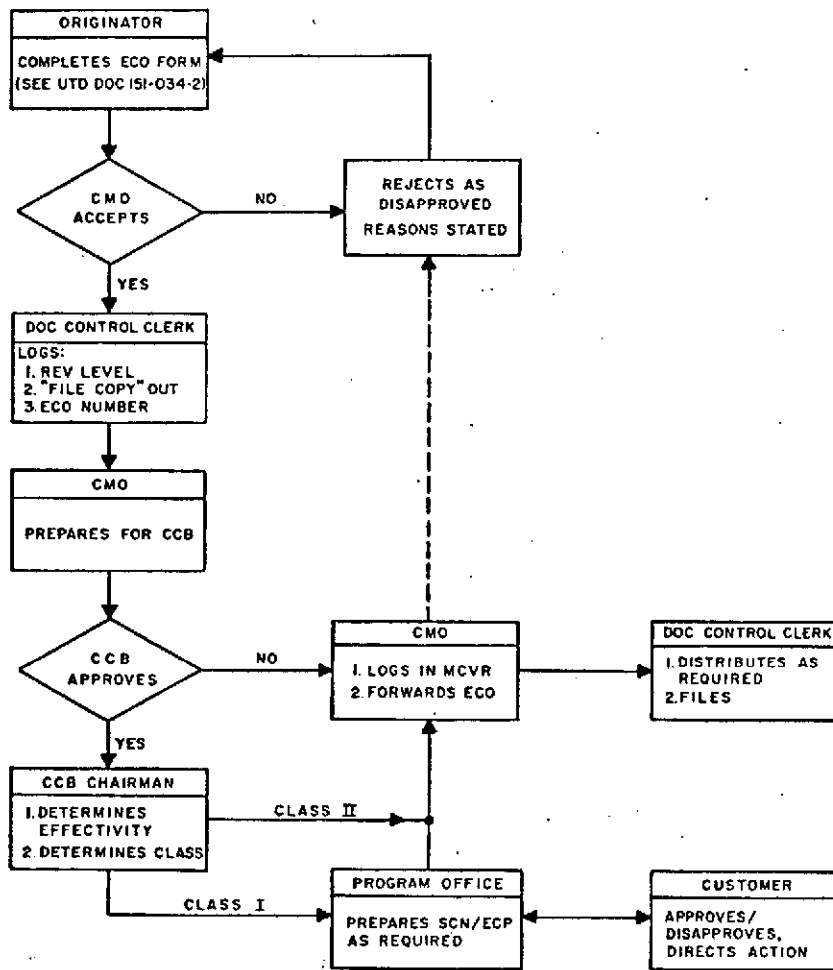 ORIGINATOR
COMPLETES ECO FORM
(SEE UTD DOC 151-034-2)
CMO
ACCEPTS
NO
REJECTS AS
DISAPPROVED
REASONS STATED
YES
DOC CONTROL CLERK
LOGS:
1. REV LEVEL
2. "FILE COPY" OUT
3. ECO NUMBER
CMO
PREPARES FOR CCB
CCB
APPROVES
NO
CMO
1. LOGS IN MCVR
2. FORWARDS ECO
DOC CONTROL CLERK
1. DISTRIBUTES AS
REQUIRED
2. FILES
YES
CCB CHAIRMAN
1. DETERMINES
EFFECTIVITY
2. DETERMINES CLASS
CLASS II
CLASS I
PROGRAM OFFICE
PREPARES SCN/ECP
AS REQUIRED
CUSTOMER
APPROVES/
DISAPPROVES,
DIRECTS ACTION